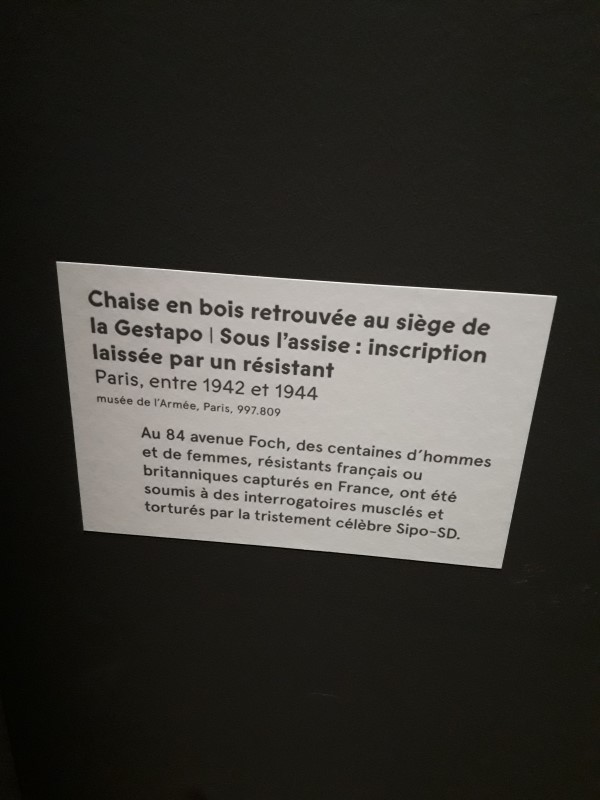 Chaise en bois retrouvée au siège de
la Gestapo | Sous l'assise : inscription
laissée par un résistant
Paris, entre 1942 et 1944
musée de l'Armée, Paris, 997.809
Au 84 avenue Foch, des centaines d'hommes
et de femmes, résistants français ou
britanniques capturés en France, ont été
soumis à des interrogatoires musclés et
torturés par la tristement célèbre Sipo-SD.